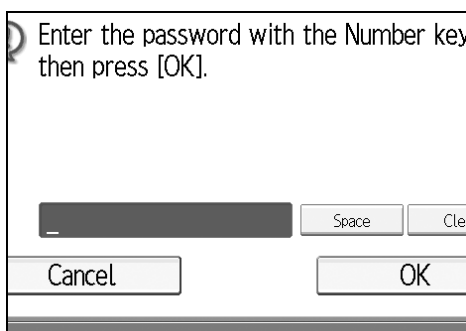 Enter the password with the Number key
then press [OK].
_
Space Cle
Cancel OK